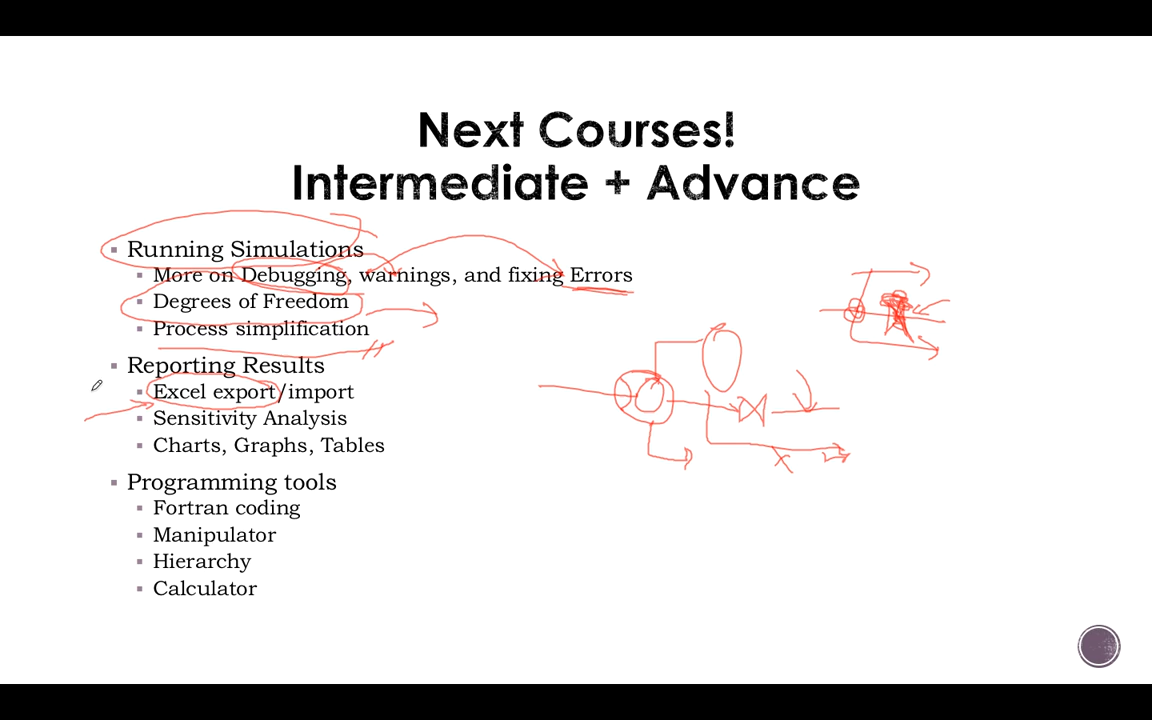 Next Courses!
Intermediate + Advance
Running Simulations
More on Debugging, warnings, and fixing Errors
Degrees of Freedom
Process simplification
Reporting Results
Excel export/import
Sensitivity Analysis
Charts, Graphs, Tables
Programming tools
Fortran coding
Manipulator
Hierarchy
Calculator